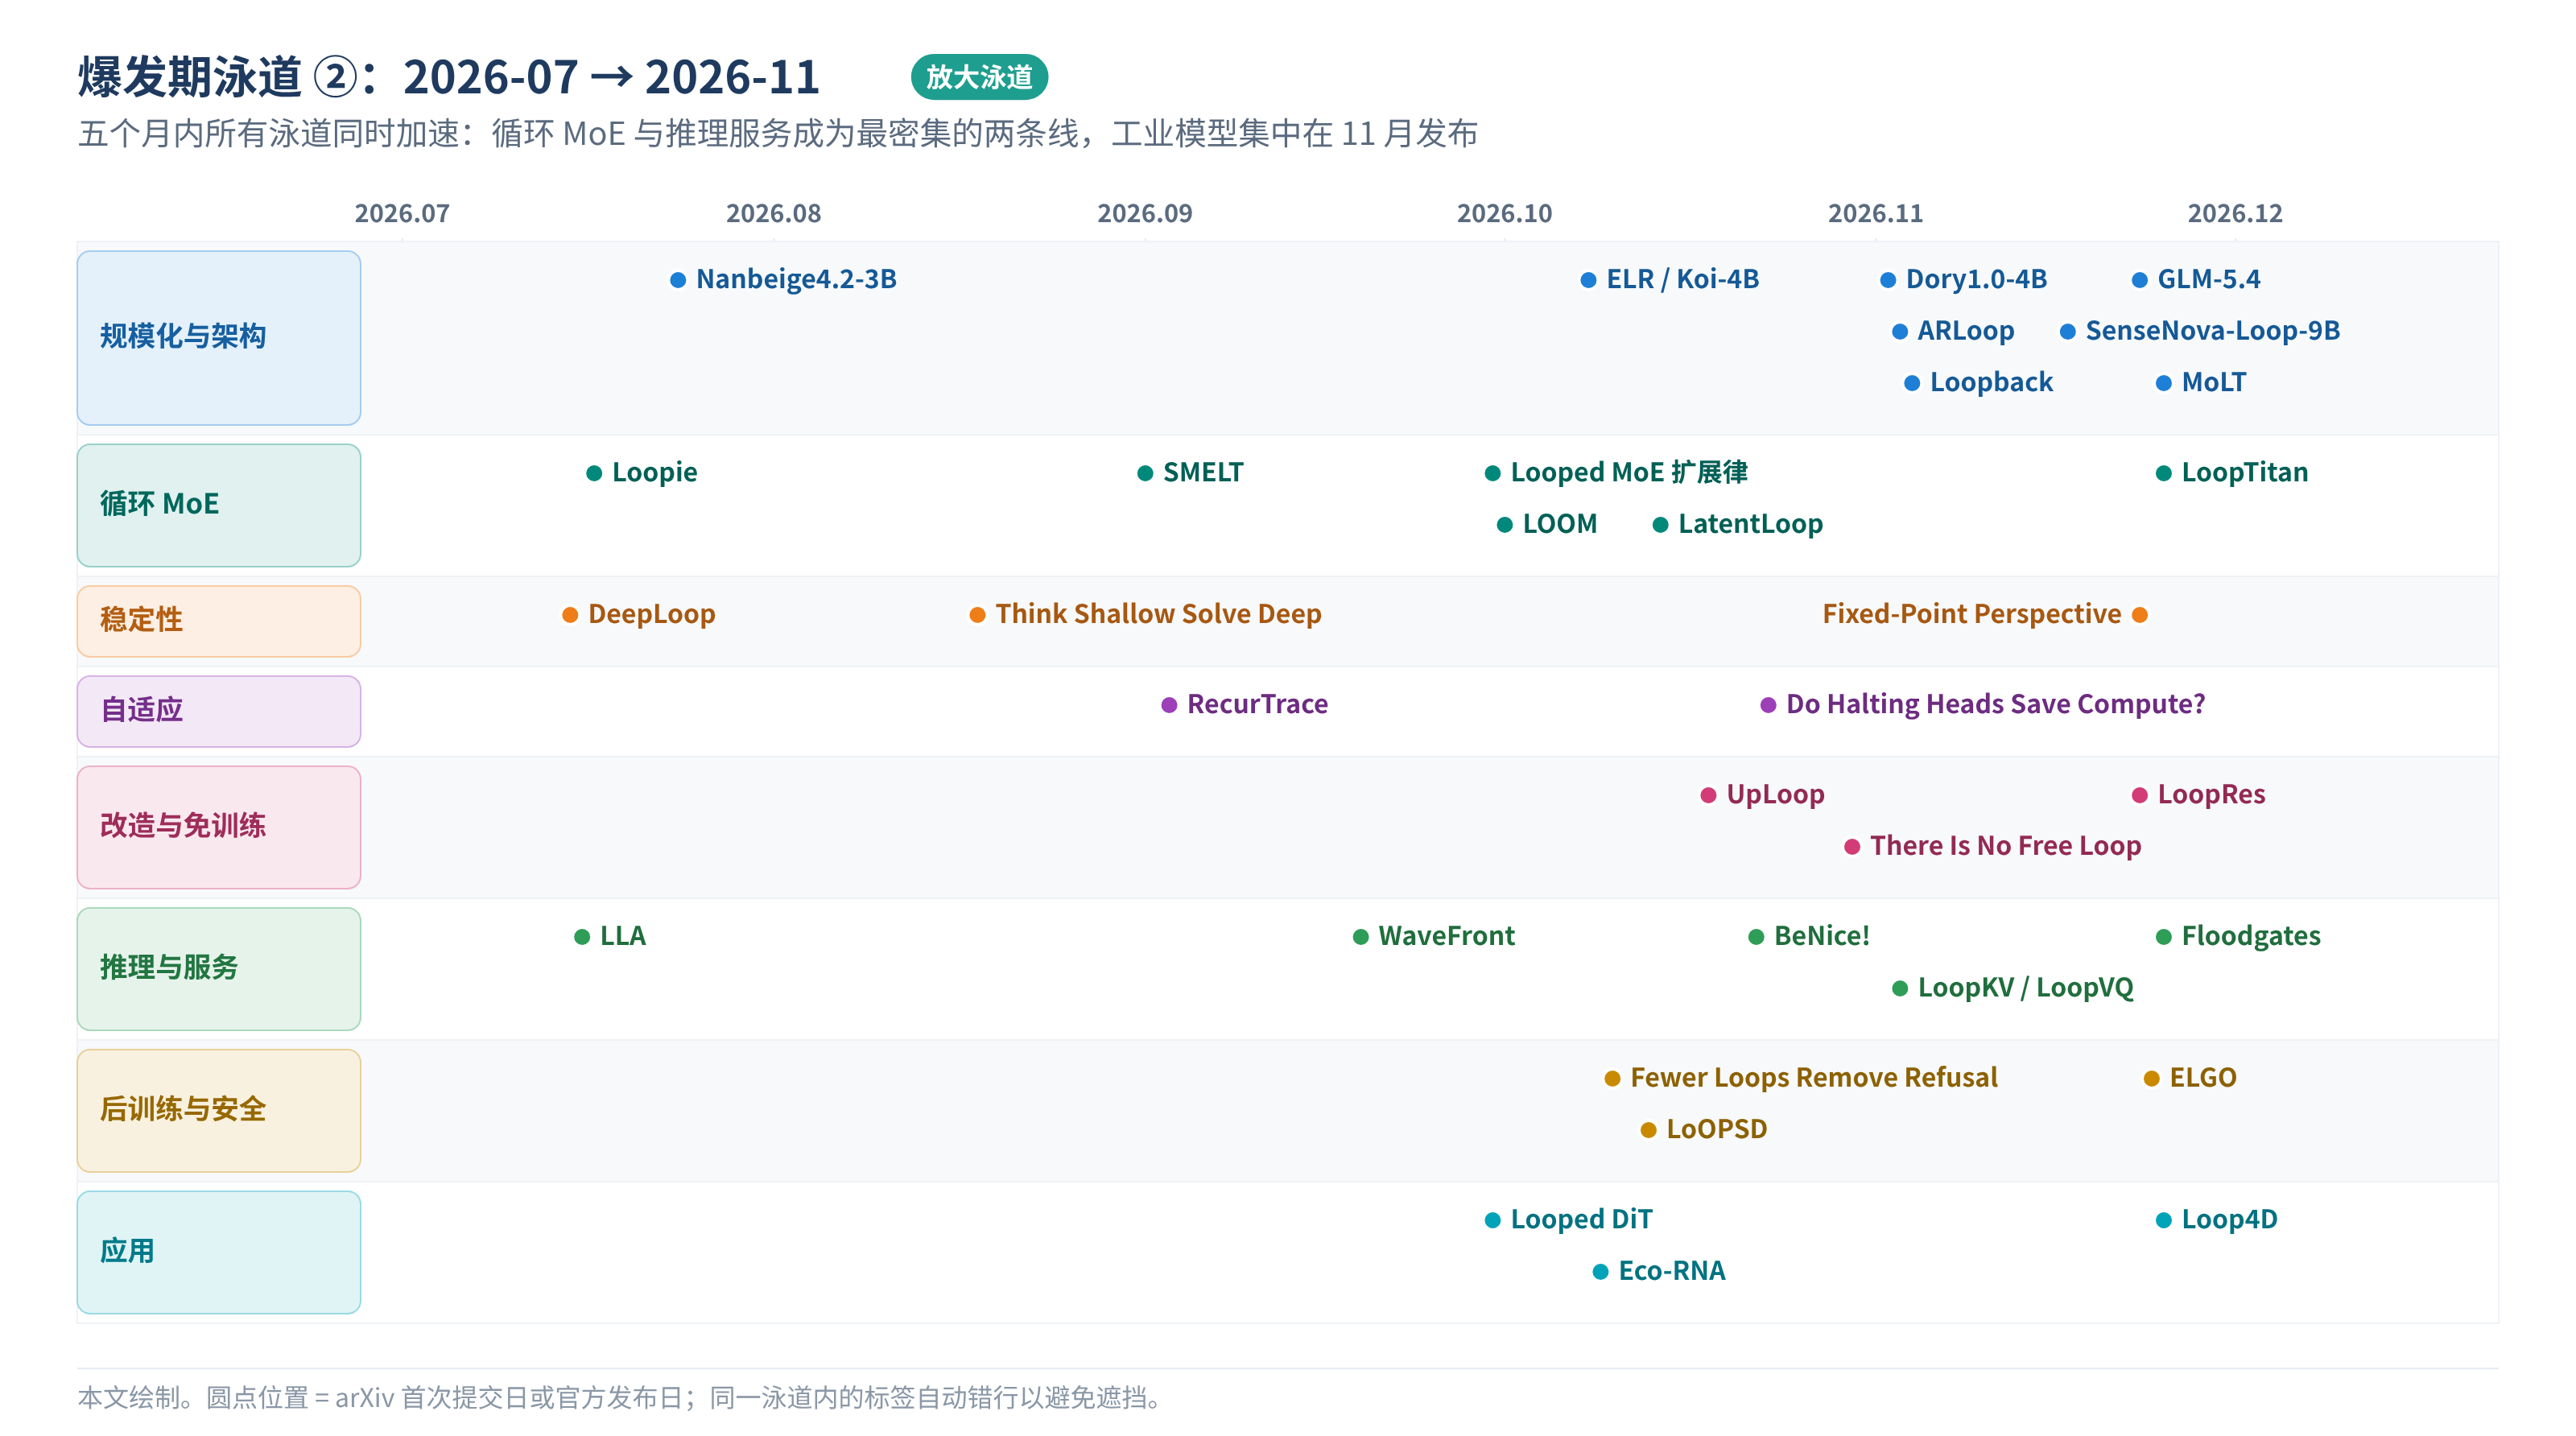 爆发期泳道 ②：2026-07 → 2026-11
放大泳道
五个月内所有泳道同时加速：循环 MoE 与推理服务成为最密集的两条线，工业模型集中在 11 月发布
2026.07 2026.08 2026.09 2026.10 2026.11 2026.12
规模化与架构
Nanbeige4.2-3B ELR / Koi-4B Dory1.0-4B GLM-5.4
ARLoop SenseNova-Loop-9B
Loopback MoLT
循环 MoE
Loopie SMELT Looped MoE 扩展律 LoopTitan
LOOM LatentLoop
稳定性
DeepLoop Think Shallow Solve Deep Fixed-Point Perspective
自适应
RecurTrace Do Halting Heads Save Compute?
改造与免训练
UpLoop LoopRes
There Is No Free Loop
推理与服务
LLA WaveFront BeNice! Floodgates
LoopKV / LoopVQ
后训练与安全
Fewer Loops Remove Refusal ELGO
LoOPSD
应用
Looped DiT Loop4D
Eco-RNA
本文绘制。圆点位置 = arXiv 首次提交日或官方发布日；同一泳道内的标签自动错行以避免遮挡。